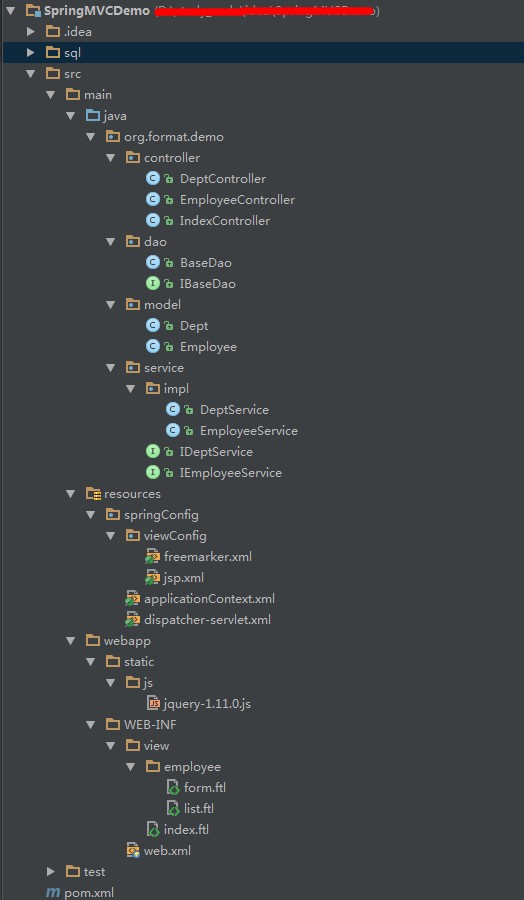 SpringMVCDemo
.idea
sql
src
main
java
org.format.demo
controller
DeptController
EmployeeController
IndexController
dao
BaseDao
IBaseDao
model
Dept
Employee
service
impl
DeptService
EmployeeService
IDeptService
IEmployeeService
resources
springConfig
viewConfig
freemarker.xml
jsp.xml
applicationContext.xml
dispatcher-servlet.xml
webapp
static
js
jquery-1.11.0.js
WEB-INF
view
employee
form.ftl
list.ftl
index.ftl
web.xml
test
pom.xml